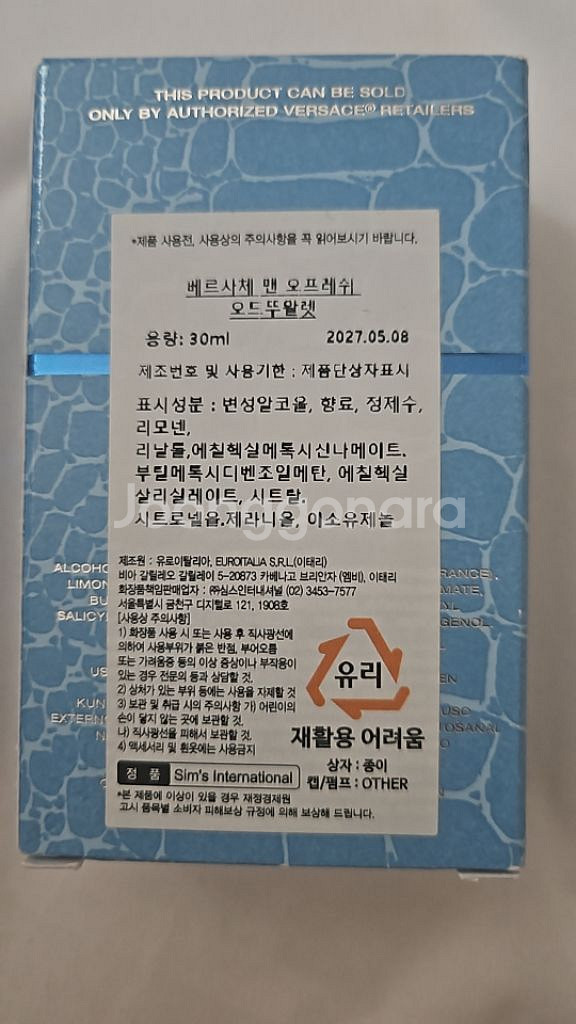 THIS PRODUCT CAN BE SOLD
ONLY BY AUTHORIZED VERSACE® RETAILERS
*제품 사용전, 사용상의 주의사항을 꼭 읽어보시기 바랍니다.
베르사체 맨 오프레쉬
오드뚜왈렛
용량: 30ml 2027.05.08
제조번호 및 사용기한 : 제품단상자표시
표시성분 : 변성알코올, 향료, 정제수,
리모넨,
리날롤,에칠헥실메톡시신나메이트.
부틸메톡시디벤조일메탄, 에칠헥실
살리실레이트, 시트랄.
시트로넬올.제라니올, 이소유제놀
Joonggonara
제조원 : 유로이탈리아, EUROITALIA S.R.L.(이태리)
비아 갈릴레오 갈릴레이 5-20873 카베나고 브리안자 (엠비), 이태리
화장품책임판매업자 : ㈜심스인터내셔널 (02) 3453-7577
서울특별시 금천구 디지털로 121, 1908호
[사용상 주의사항]
1) 화장품 사용 시 또는 사용 후 직사광선에
의하여 사용부위가 붉은 반점, 부어오름
또는 가려움증 등의 이상 증상이나 부작용이
있는 경우 전문의 등과 상담할 것.
2) 상처가 있는 부위 등에는 사용을 자제할 것
3) 보관 및 취급 시의 주의사항 가) 어린이의
손이 닿지 않는 곳에 보관할 것.
나) 직사광선을 피해서 보관할 것.
4) 액세서리 및 흰옷에는 사용금지
유리
재활용 어려움
상자 : 종이
캡/펌프 : OTHER
정 품 Sim's International
*본 제품에 이상이 있을 경우 재정경제원
고시 품목별 소비자 피해보상 규정에 의해 보상해 드립니다.
ALCOHO
LIMON
BU
SALICY
US
KUN
EXTERN
N
RANCE),
MATE,
YL
GENOL.
EN
USO
TOSANAL
O